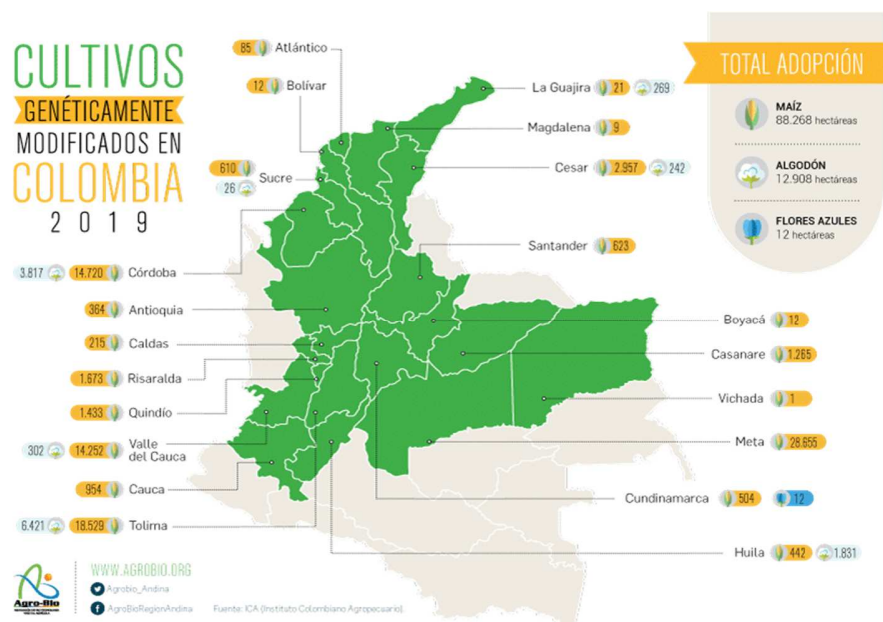 CULTIVOS
GENÉTICAMENTE
MODIFICADOS EN
COLOMBIA
2019
85 Atlántico
12 Bolívar
610
26 Sucre
3.817 14.720 Córdoba
364 Antioquia
215 Caldas
1.673 Risaralda
1.433 Quindío
302 14.252 Valle
del Cauca
954 Cauca
6.421 18.529 Tolima
La Guajira 21 269
Magdalena 9
Cesar 2.957 242
Santander 623
Boyacá 12
Casanare 1.265
Vichada 1
Meta 28.655
Cundinamarca 504 12
Huila 442 1.831
TOTAL ADOPCIÓN
MAÍZ
88.268 hectáreas
ALGODÓN
12.908 hectáreas
FLORES AZULES
12 hectáreas
Agro-Bio
WWW.AGROBIO.ORG
Agrobio_Andina
AgroBioRegionAndina
Fuente: ICA (Instituto Colombiano Agropecuario).